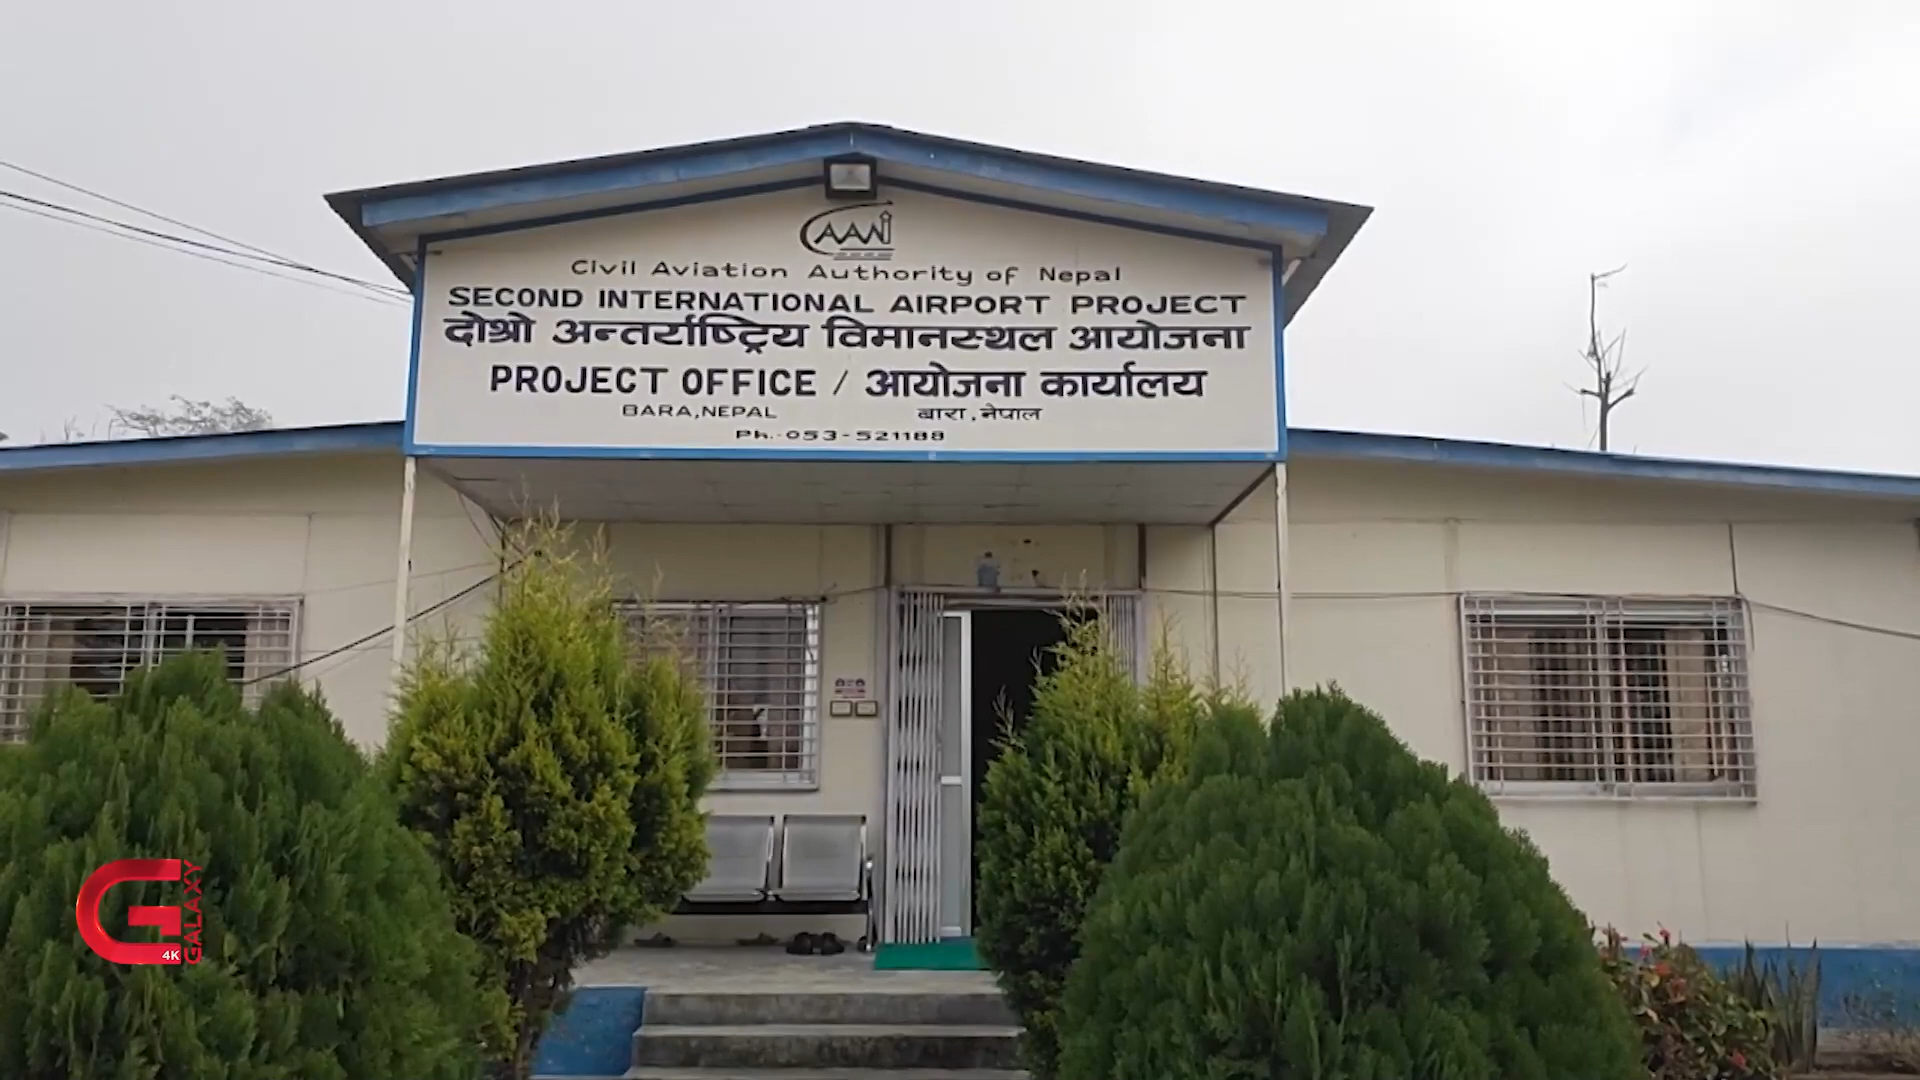 CAAN
Civil Aviation Authority of Nepal
SECOND INTERNATIONAL AIRPORT PROJECT
दोश्रो अन्तर्राष्ट्रिय विमानस्थल आयोजना
PROJECT OFFICE / आयोजना कार्यालय
BARA, NEPAL बारा, नेपाल
Ph.-053-521188
G GALAXY
4K